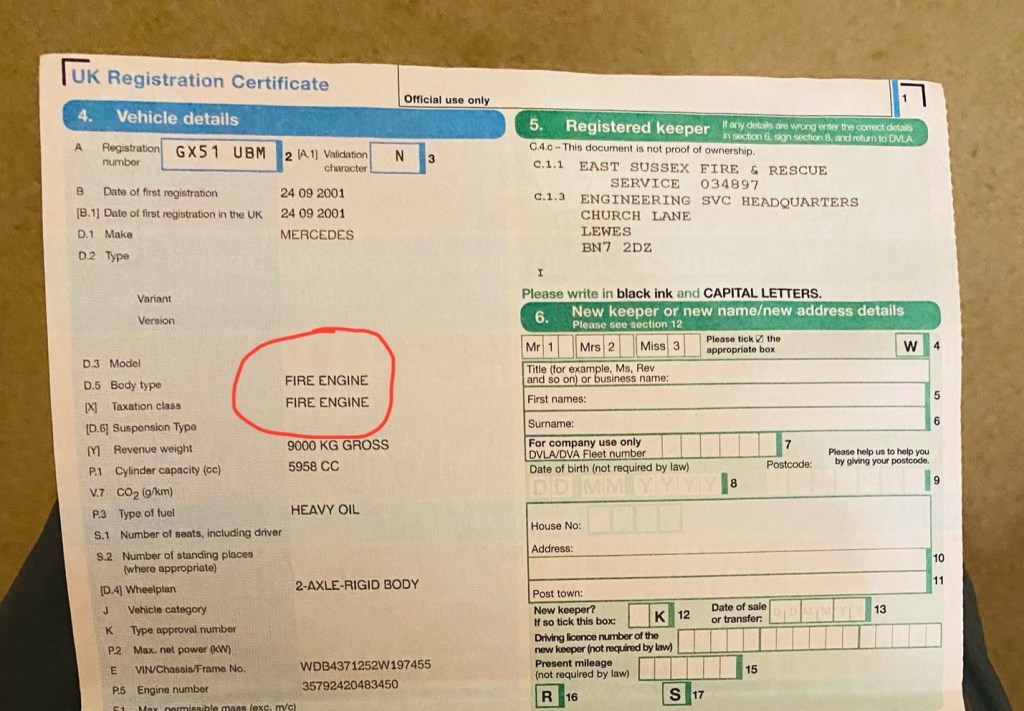 UK Registration Certificate
Official use only
1
4. Vehicle details
A Registration number GX51 UBM 2 [A.1] Validation character N 3
B Date of first registration 24 09 2001
[B.1] Date of first registration in the UK 24 09 2001
D.1 Make MERCEDES
D.2 Type
Variant
Version
D.3 Model
D.5 Body type FIRE ENGINE
[X] Taxation class FIRE ENGINE
[D.6] Suspension Type
[Y] Revenue weight 9000 KG GROSS
P.1 Cylinder capacity (cc) 5958 CC
V.7 CO2 (g/km)
P.3 Type of fuel HEAVY OIL
S.1 Number of seats, including driver
S.2 Number of standing places
(where appropriate)
[D.4] Wheelplan 2-AXLE-RIGID BODY
J Vehicle category
K Type approval number
P.2 Max. net power (kW)
E VIN/Chassis/Frame No. WDB4371252W197455
P.5 Engine number 35792420483450
F.1 Max. permissible mass (exc. m/c)
5. Registered keeper
If any details are wrong enter the correct details
in section 6, sign section 8, and return to DVLA
C.4.c - This document is not proof of ownership.
C.1.1 EAST SUSSEX FIRE & RESCUE
SERVICE 034897
C.1.3 ENGINEERING SVC HEADQUARTERS
CHURCH LANE
LEWES
BN7 2DZ
I
Please write in black ink and CAPITAL LETTERS.
6. New keeper or new name/new address details
Please see section 12
Mr 1 Mrs 2 Miss 3 Please tick ☑ the
appropriate box W 4
Title (for example, Ms, Rev
and so on) or business name:
First names: 5
Surname: 6
For company use only
DVLA/DVA Fleet number 7
Please help us to help you
by giving your postcode.
Date of birth (not required by law) Postcode:
D D M M Y Y Y Y 8 9
House No:
Address:
10
11
Post town:
New keeper?
If so tick this box: K 12 Date of sale
or transfer: D D M M Y Y 13
Driving licence number of the
new keeper (not required by law)
Present mileage
(not required by law) 15
R 16 S 17